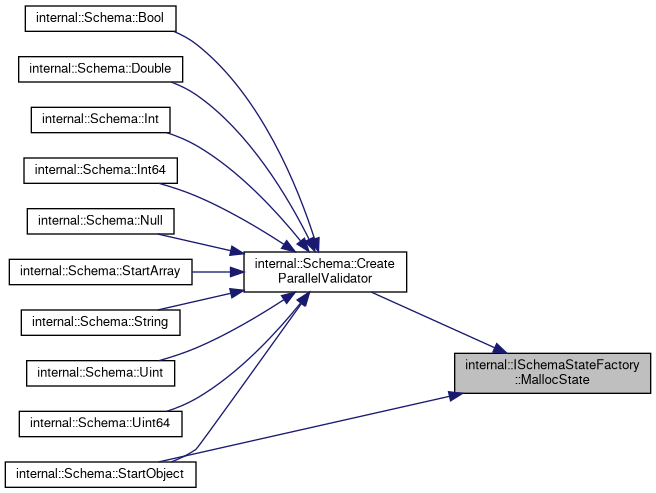 internal::Schema::Bool
internal::Schema::Double
internal::Schema::Int
internal::Schema::Int64
internal::Schema::Null
internal::Schema::StartArray
internal::Schema::String
internal::Schema::Uint
internal::Schema::Uint64
internal::Schema::StartObject
internal::Schema::Create
ParallelValidator
internal::ISchemaStateFactory
::MallocState